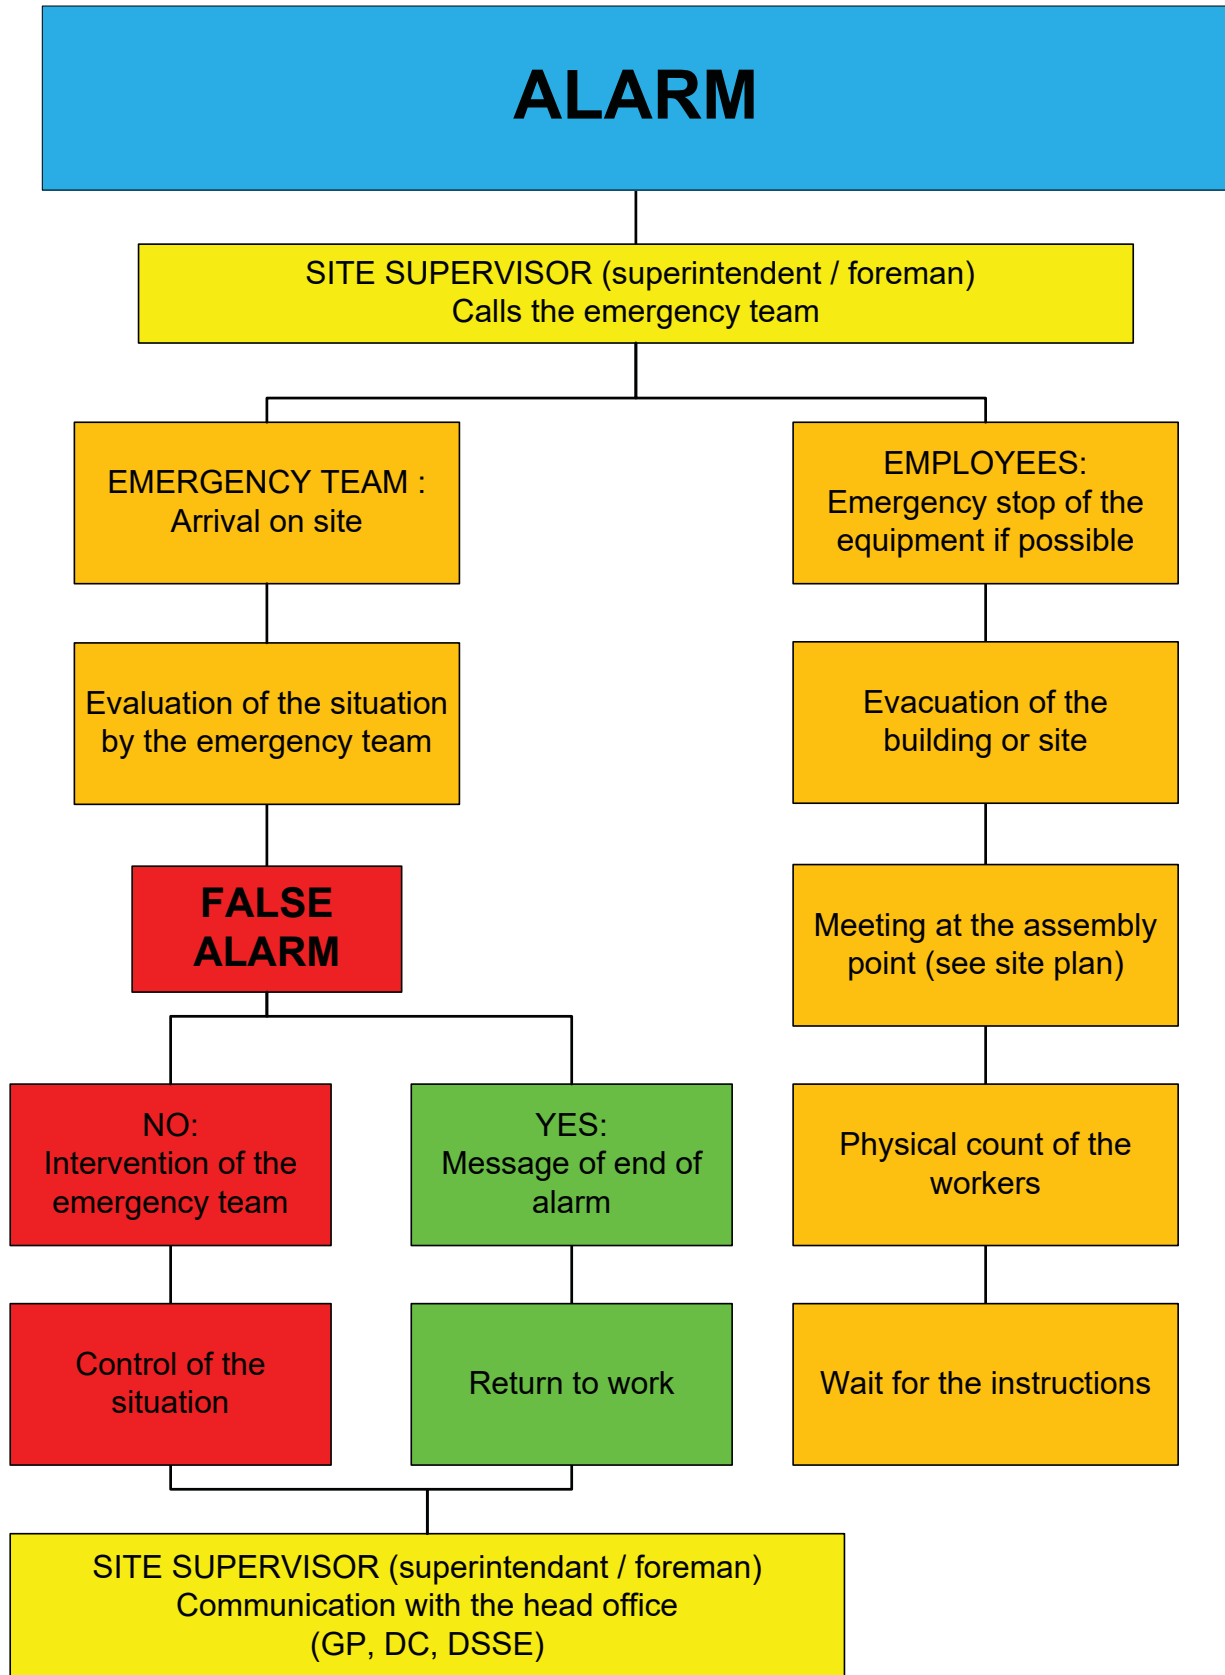 ALARM
SITE SUPERVISOR (superintendent / foreman)
Calls the emergency team
EMERGENCY TEAM :
Arrival on site
EMPLOYEES:
Emergency stop of the
equipment if possible
Evaluation of the situation
by the emergency team
Evacuation of the
building or site
FALSE
ALARM
Meeting at the assembly
point (see site plan)
NO:
Intervention of the
emergency team
YES:
Message of end of
alarm
Physical count of the
workers
Control of the
situation
Return to work
Wait for the instructions
SITE SUPERVISOR (superintendant / foreman)
Communication with the head office
(GP, DC, DSSE)